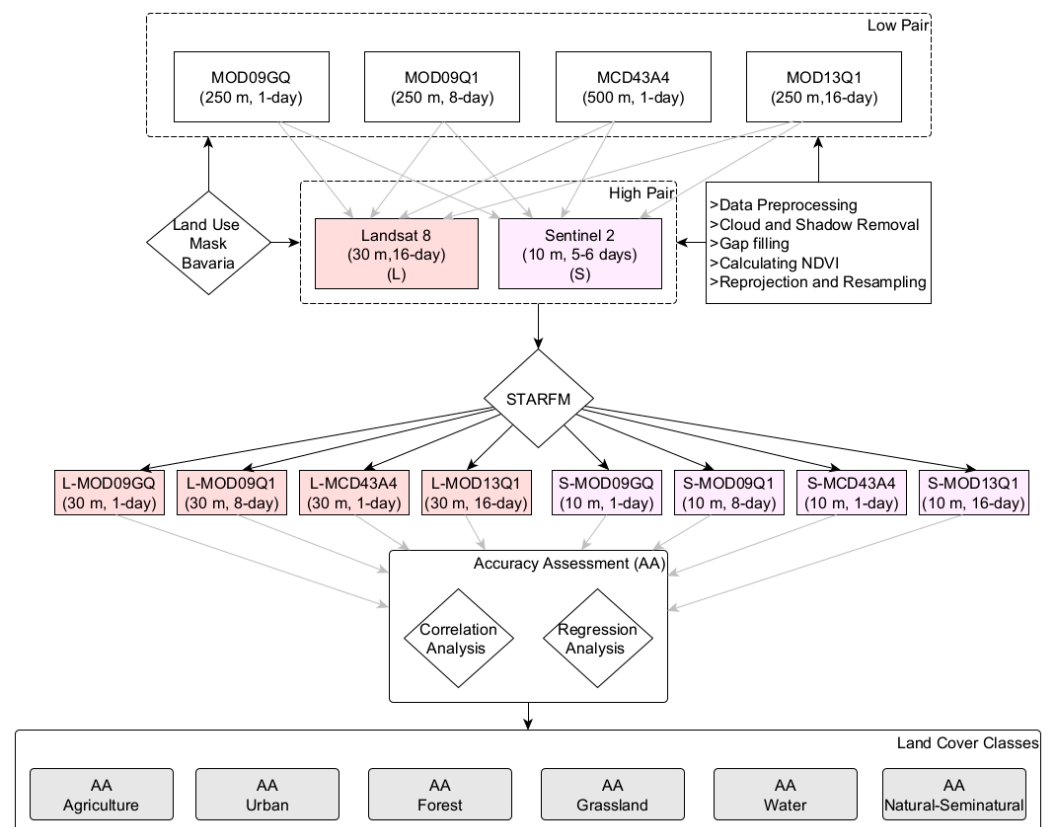 Low Pair
MOD09GQ
(250 m, 1-day)
MOD09Q1
(250 m, 8-day)
MCD43A4
(500 m, 1-day)
MOD13Q1
(250 m,16-day)
High Pair
Land Use
Mask
Bavaria
Landsat 8
(30 m,16-day)
(L)
Sentinel 2
(10 m, 5-6 days)
(S)
>Data Preprocessing
>Cloud and Shadow Removal
>Gap filling
>Calculating NDVI
>Reprojection and Resampling
STARFM
L-MOD09GQ
(30 m, 1-day)
L-MOD09Q1
(30 m, 8-day)
L-MCD43A4
(30 m, 1-day)
L-MOD13Q1
(30 m, 16-day)
S-MOD09GQ
(10 m, 1-day)
S-MOD09Q1
(10 m, 8-day)
S-MCD43A4
(10 m, 1-day)
S-MOD13Q1
(10 m, 16-day)
Accuracy Assessment (AA)
Correlation
Analysis
Regression
Analysis
Land Cover Classes
AA
Agriculture
AA
Urban
AA
Forest
AA
Grassland
AA
Water
AA
Natural-Seminatural